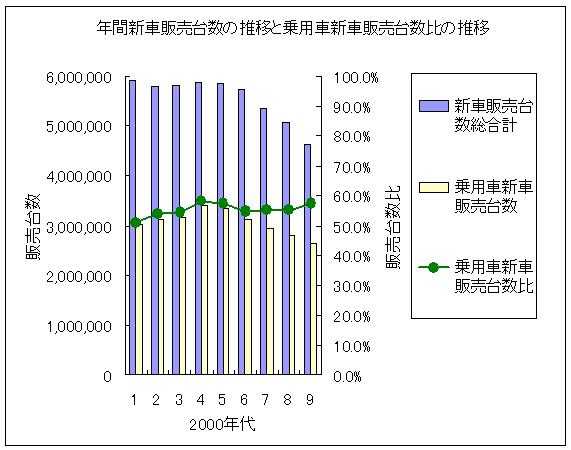 年間新車販売台数の推移と乗用車新車販売台数比の推移
6,000,000
5,000,000
4,000,000
3,000,000
2,000,000
1,000,000
0
販売台数
100.0%
90.0%
80.0%
70.0%
60.0%
50.0%
40.0%
30.0%
20.0%
10.0%
0.0%
販売台数比
1 2 3 4 5 6 7 8 9
2000年代
新車販売台
数総合計
乗用車新車
販売台数
乗用車新車
販売台数比